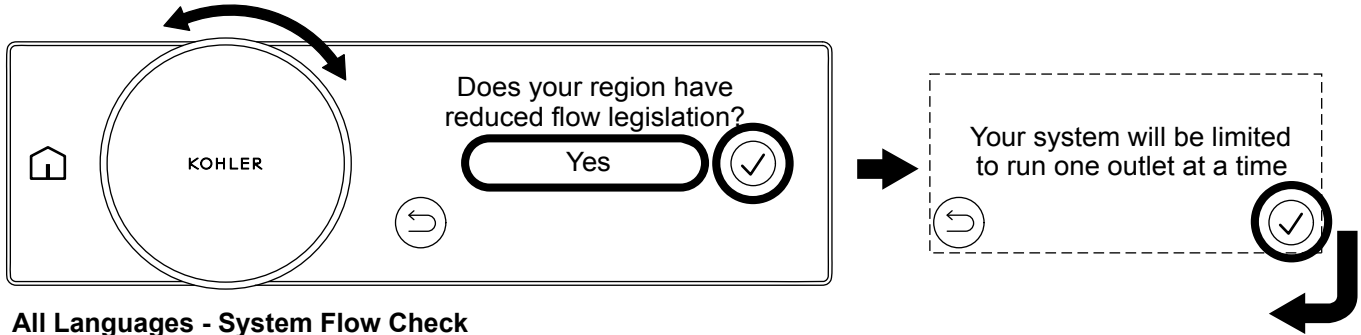 Does your region have
reduced flow legislation?
Yes
KOHLER
Your system will be limited
to run one outlet at a time
All Languages - System Flow Check